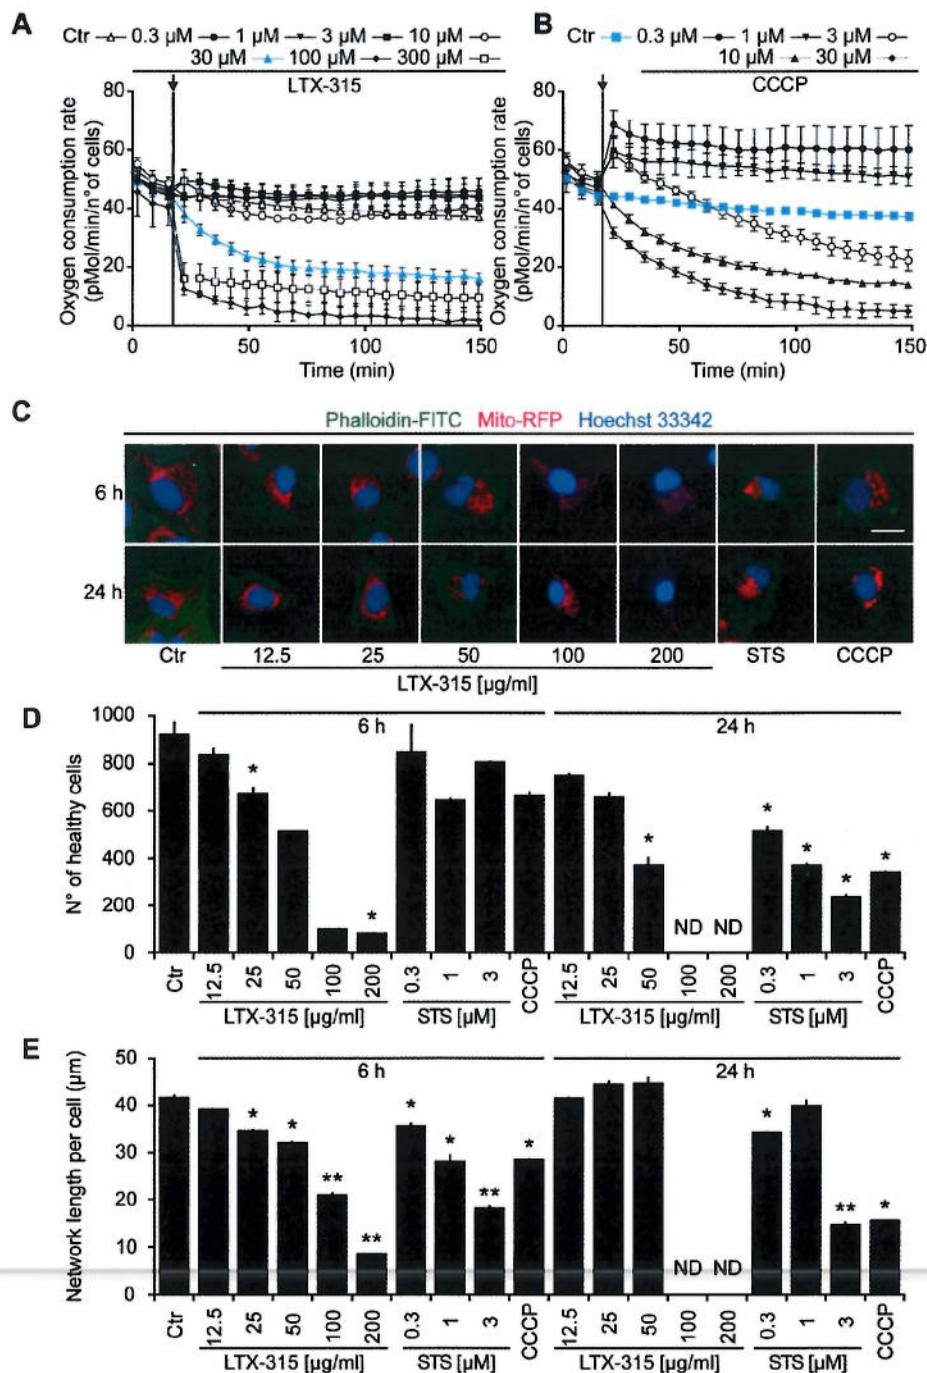 A
Ctr 0.3 µM 1 µM 3 µM 10 µM
30 µM 100 µM 300 µM
LTX-315
Oxygen consumption rate
(pMol/min/n°of cells)
80
60
40
20
0
0 50 100 150
Time (min)
B
Ctr 0.3 µM 1 µM 3 µM
10 µM 30 µM
CCCP
Oxygen consumption rate
(pMol/min/n°of cells)
80
60
40
20
0
0 50 100 150
Time (min)
C
Phalloidin-FITC Mito-RFP Hoechst 33342
6 h
24 h
Ctr 12.5 25 50 100 200 STS CCCP
LTX-315 [µg/ml]
D
N° of healthy cells
1000
800
600
400
200
0
6 h 24 h
* * * * * * *
ND ND
Ctr 12.5 25 50 100 200 0.3 1 3 CCCP 12.5 25 50 100 200 0.3 1 3 CCCP
LTX-315 [µg/ml] STS [µM] LTX-315 [µg/ml] STS [µM]
E
Network length per cell (µm)
50
40
30
20
10
0
6 h 24 h
* * ** ** * * ** * * ** *
ND ND
Ctr 12.5 25 50 100 200 0.3 1 3 CCCP 12.5 25 50 100 200 0.3 1 3 CCCP
LTX-315 [µg/ml] STS [µM] LTX-315 [µg/ml] STS [µM]